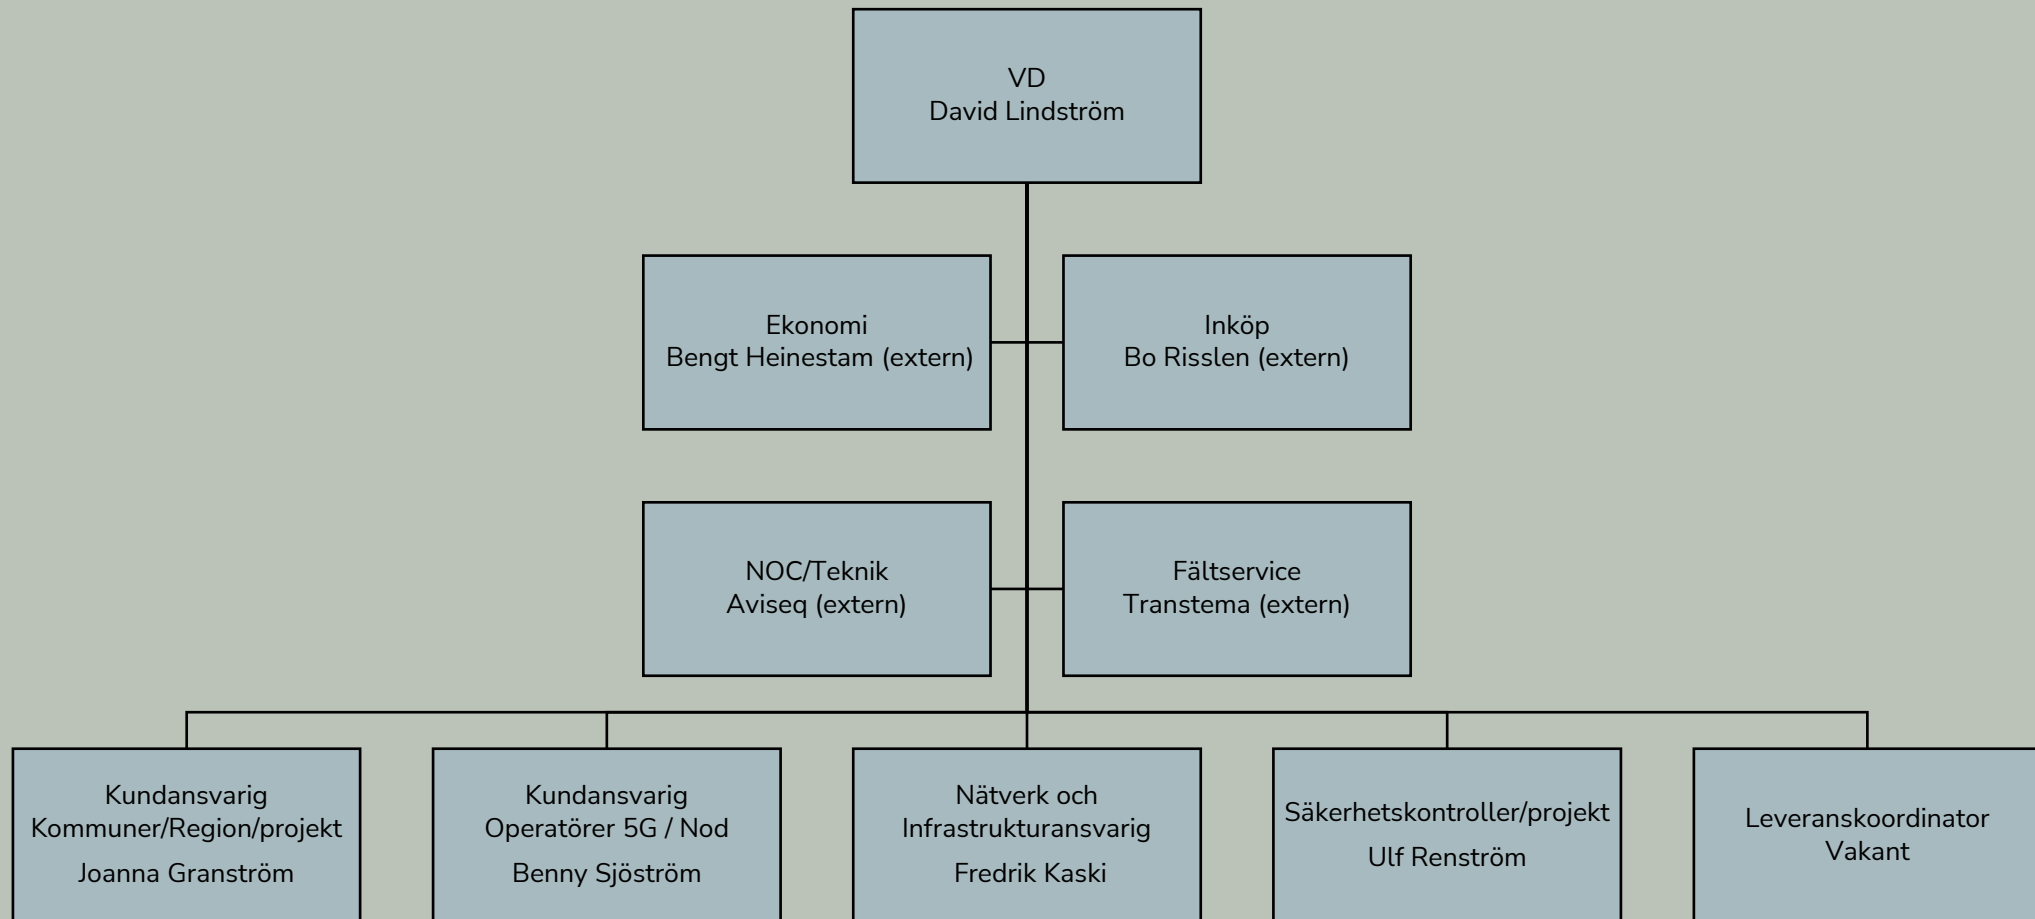 VD
David Lindström
Ekonomi
Bengt Heinestam (extern)
Inköp
Bo Risslen (extern)
NOC/Teknik
Aviseq (extern)
Fältservice
Transtema (extern)
Kundansvarig
Kommuner/Region/projekt
Joanna Granström
Kundansvarig
Operatörer 5G / Nod
Benny Sjöström
Nätverk och
Infrastrukturansvarig
Fredrik Kaski
Säkerhetskontroller/projekt
Ulf Renström
Leveranskoordinator
Vakant